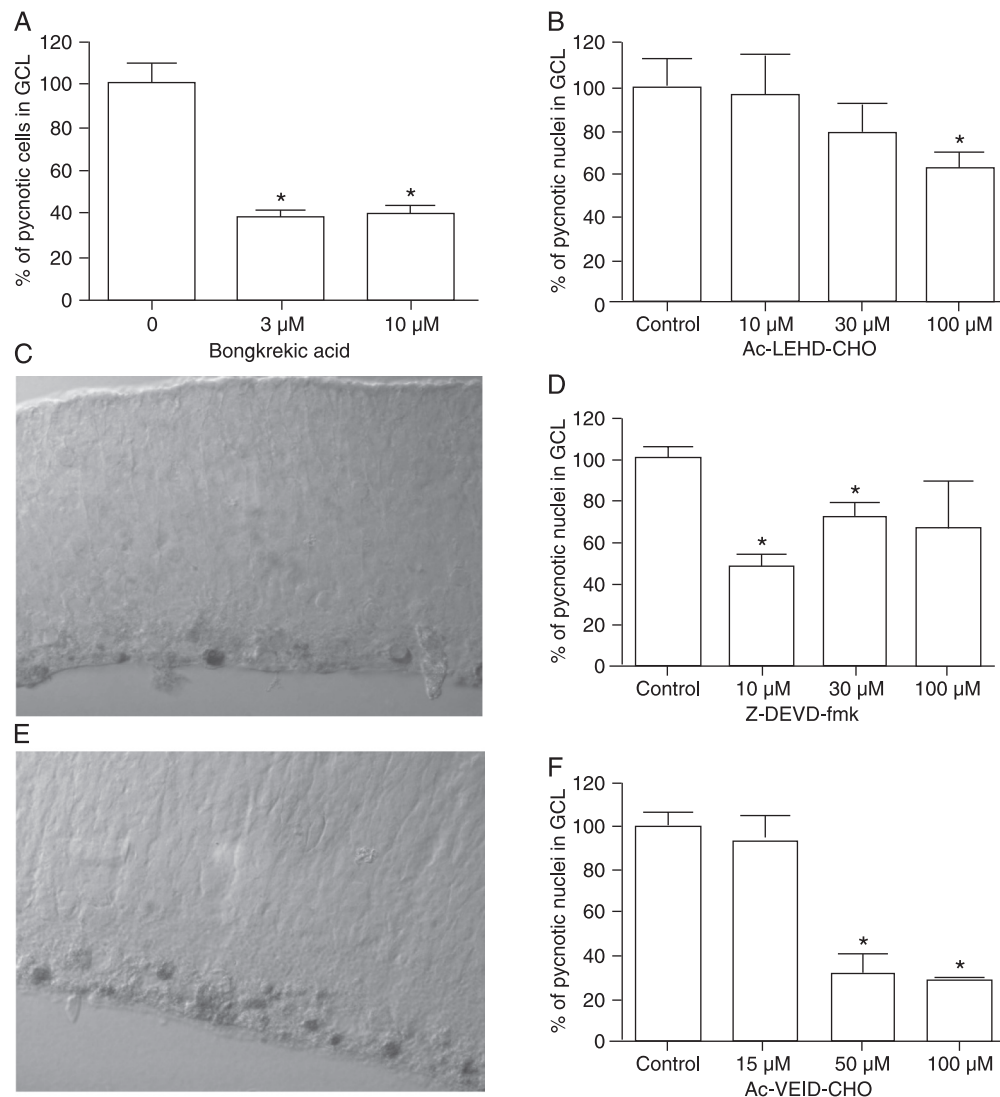 A
% of pycnotic cells in GCL
120
100
80
60
40
20
0
*
*
0
3 µM
10 µM
Bongkrekic acid
B
% of pycnotic nuclei in GCL
120
100
80
60
40
20
0
*
Control
10 µM
30 µM
100 µM
Ac-LEHD-CHO
C
D
% of pycnotic nuclei in GCL
120
100
80
60
40
20
0
*
*
Control
10 µM
30 µM
100 µM
Z-DEVD-fmk
E
F
% of pycnotic nuclei in GCL
120
100
80
60
40
20
0
*
*
Control
15 µM
50 µM
100 µM
Ac-VEID-CHO